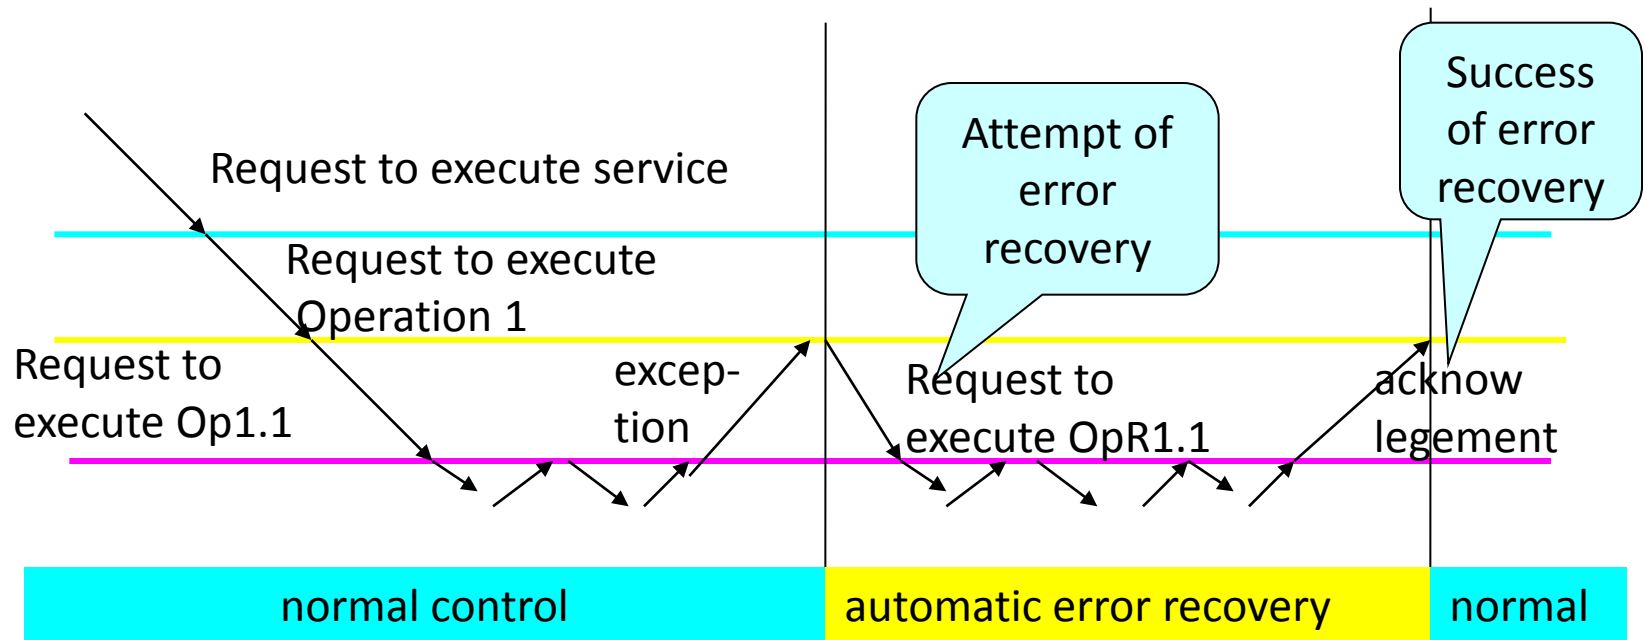 Request to execute service
Request to execute
Operation 1
Request to
execute Op1.1
excep-
tion
Attempt of
error
recovery
Request to
execute OpR1.1
Success
of error
recovery
acknow
legement
normal control
automatic error recovery
normal